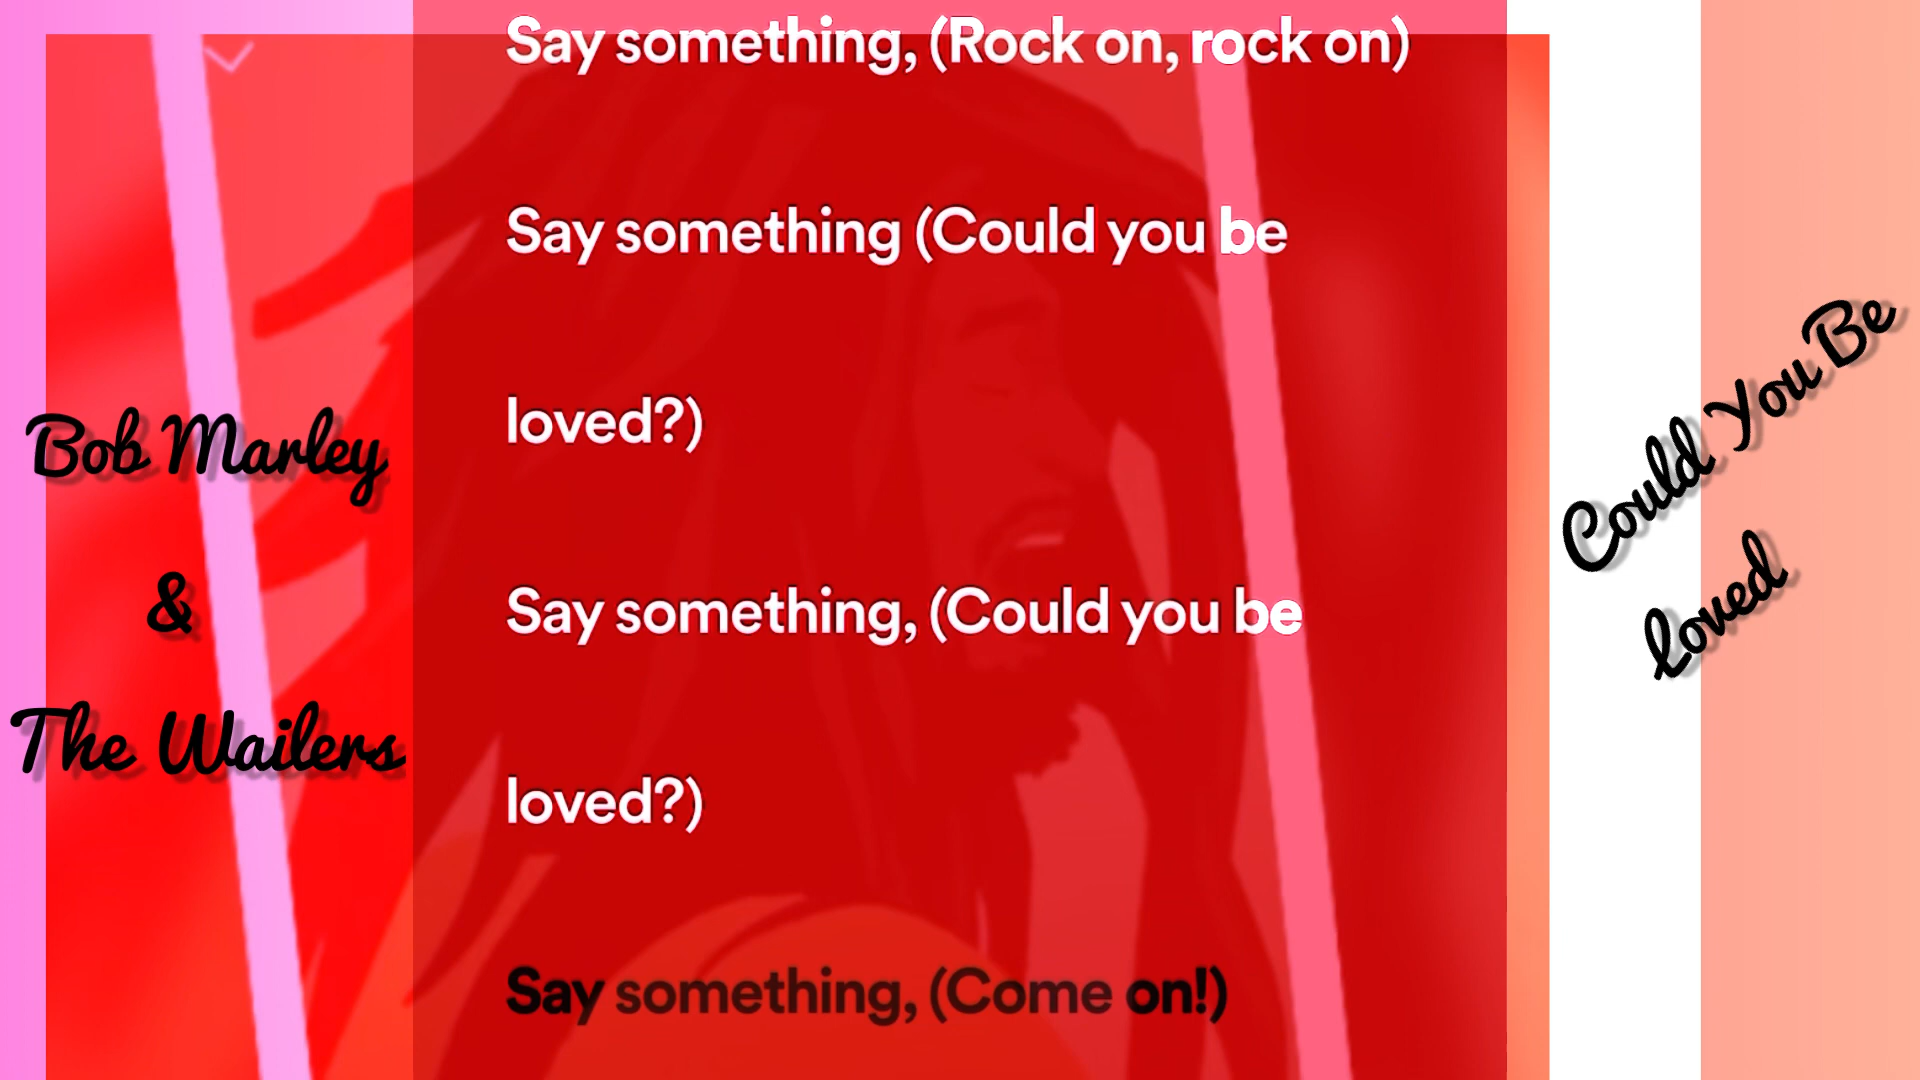 Say something, (Rock on, rock on)
Say something (Could you be
loved?)
Say something, (Could you be
loved?)
Say something, (Come on!)
Bob Marley
&
The Wailers
Could You Be
Loved